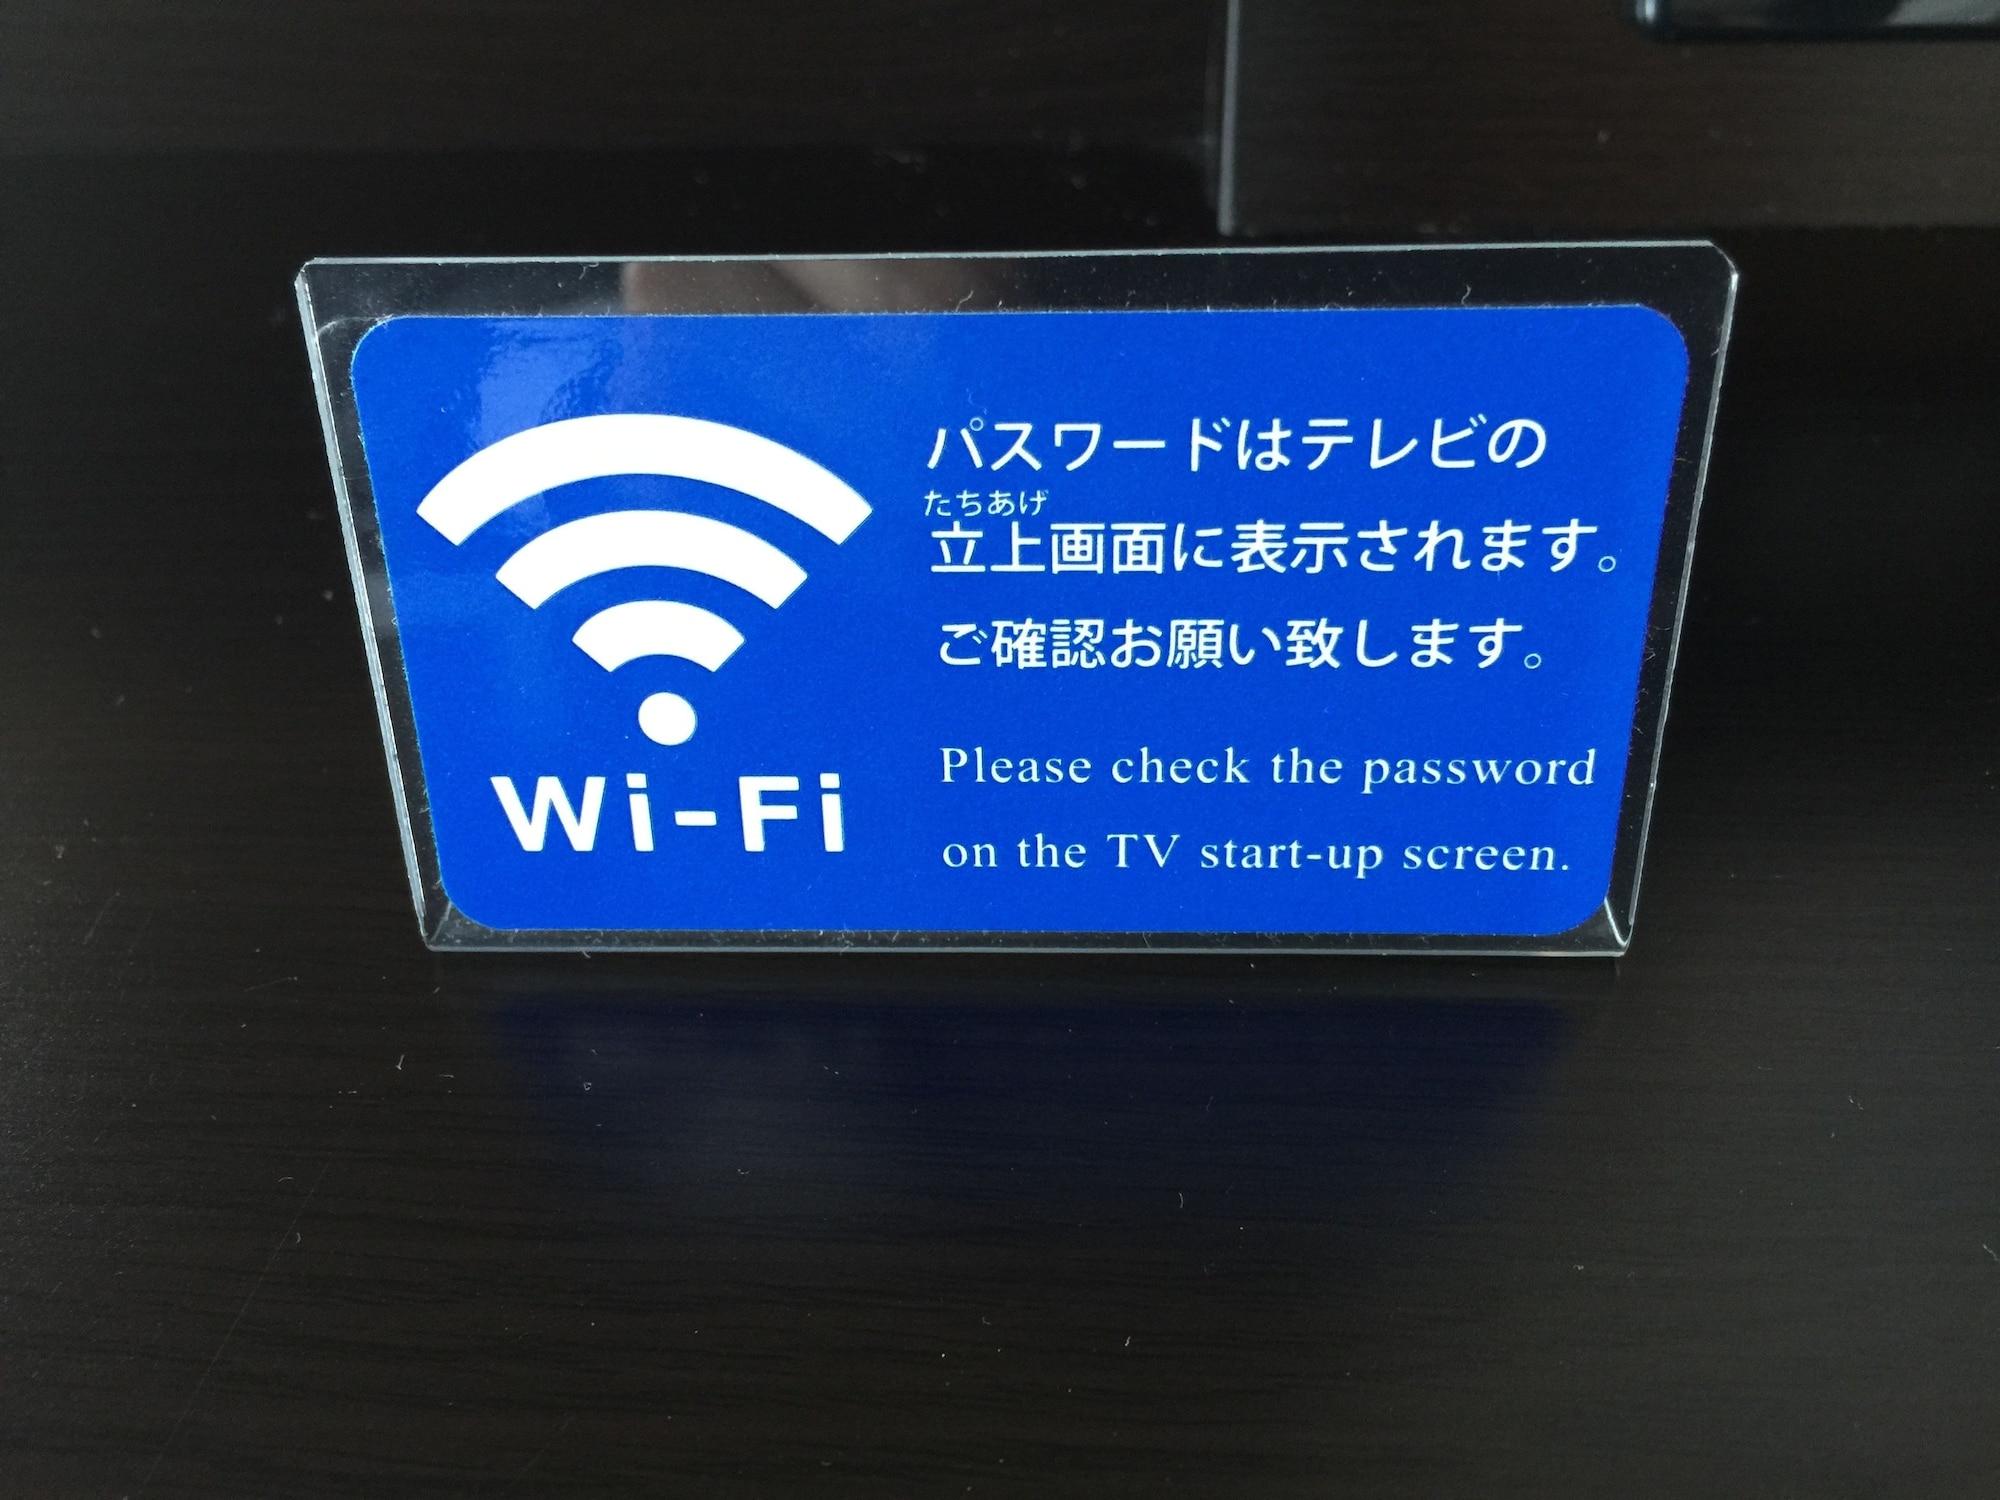 Wi-Fi
パスワードはテレビの
たちあげ
立上画面に表示されます。
ご確認お願い致します。
Please check the password
on the TV start-up screen.